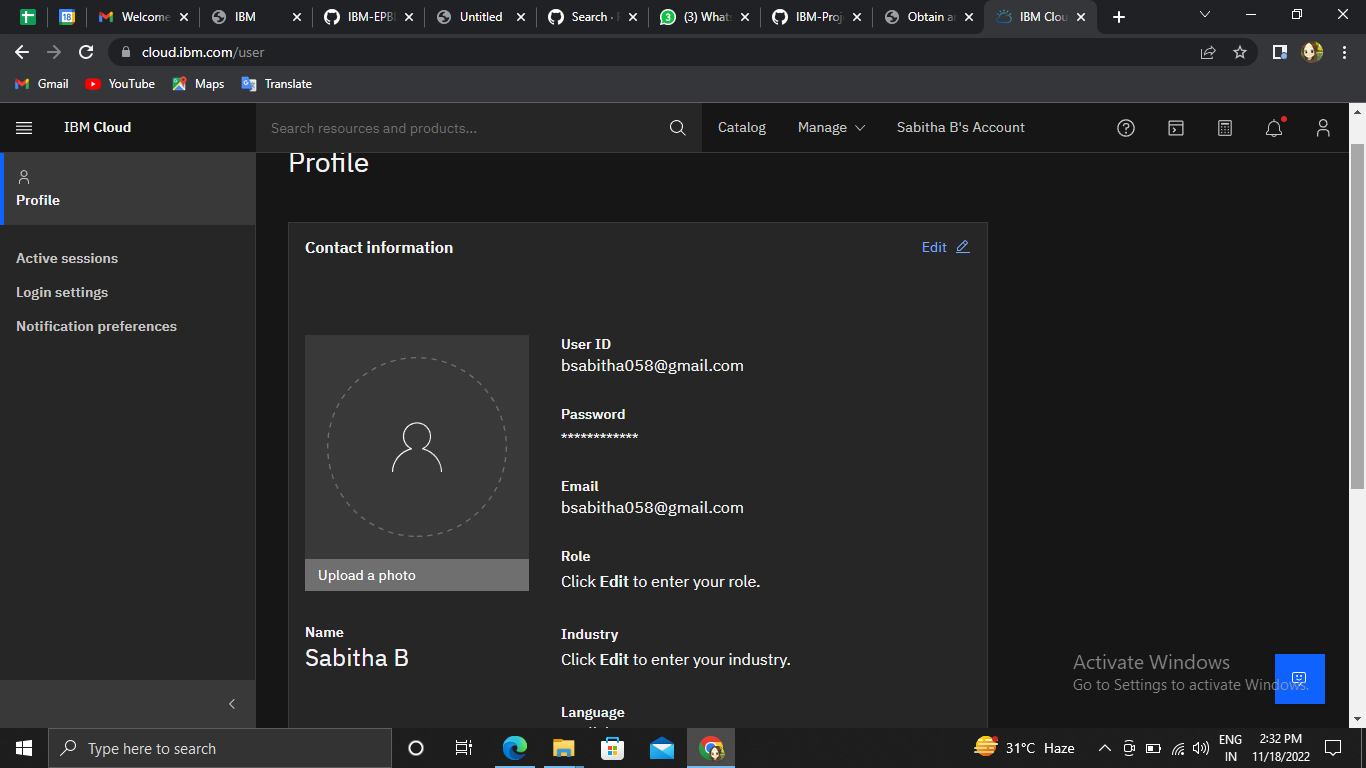 Welcome
IBM
IBM-EPB
Untitled
Search ·
(3) What
IBM-Proj
Obtain a
IBM Clou
cloud.ibm.com/user
Gmail
YouTube
Maps
Translate
IBM Cloud
Search resources and products...
Catalog
Manage
Sabitha B's Account
Profile
Profile
Active sessions
Login settings
Notification preferences
Contact information
Edit
User ID
bsabitha058@gmail.com
Password
************
Email
bsabitha058@gmail.com
Role
Click Edit to enter your role.
Upload a photo
Name
Sabitha B
Industry
Click Edit to enter your industry.
Language
Activate Windows
Go to Settings to activate Windows.
Type here to search
31°C Haze
ENG
IN
2:32 PM
11/18/2022